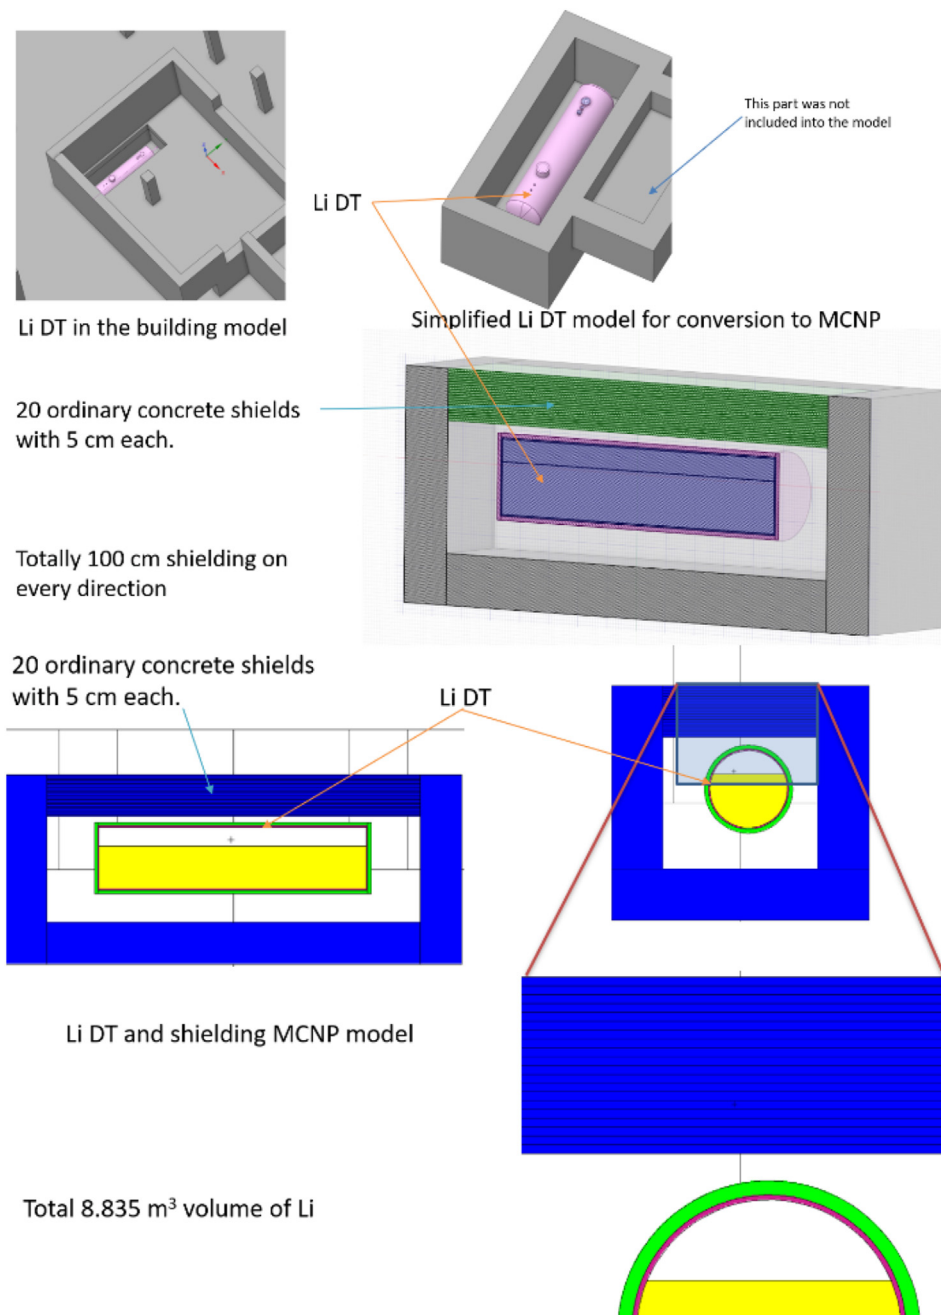 This part was not
included into the model
Li DT
Li DT in the building model
Simplified Li DT model for conversion to MCNP
20 ordinary concrete shields
with 5 cm each.
Totally 100 cm shielding on
every direction
20 ordinary concrete shields
with 5 cm each.
Li DT
Li DT and shielding MCNP model
Total 8.835 m³ volume of Li